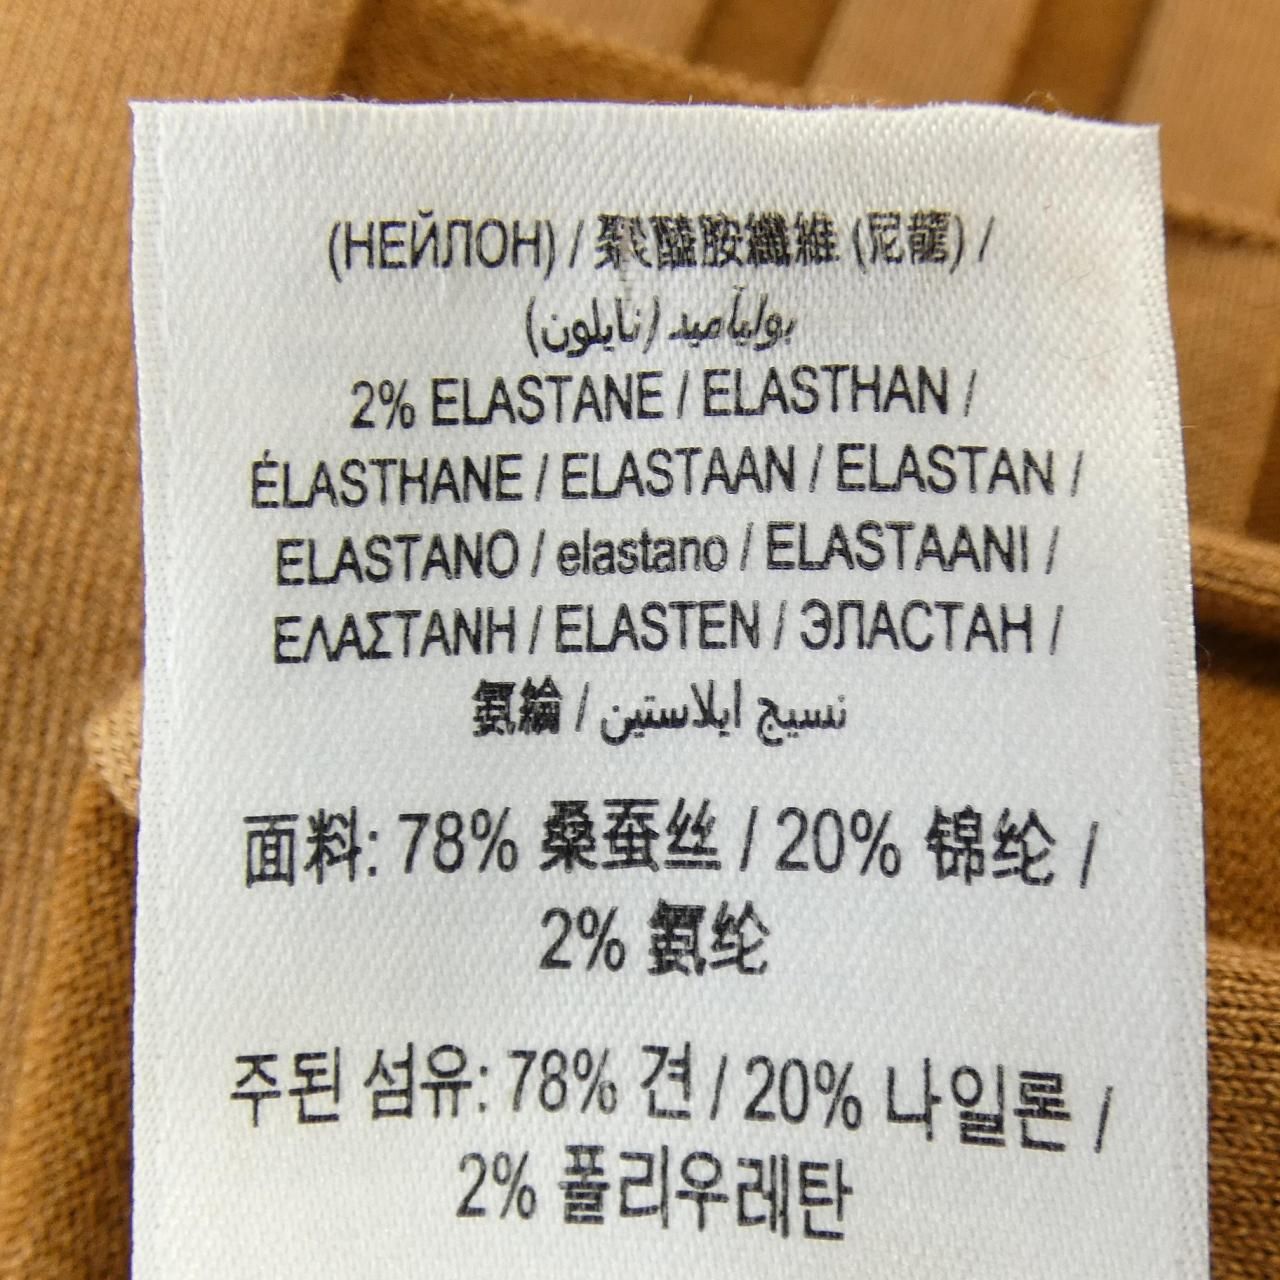 (НЕЙЛОН) / 聚醯胺纖維 (尼龍) /
بولياميد (نايلون)
2% ELASTANE / ELASTHAN /
ÉLASTHANE / ELASTAAN / ELASTAN /
ELASTANO / elastano / ELASTAANI /
ΕΛΑΣΤΑΝΗ / ELASTEN / ЭЛАСТАН /
氨綸 / نسيج ايلاستين
面料: 78% 桑蚕丝 / 20% 锦纶 /
2% 氨纶
주된 섬유: 78% 견 / 20% 나일론 /
2% 폴리우레탄